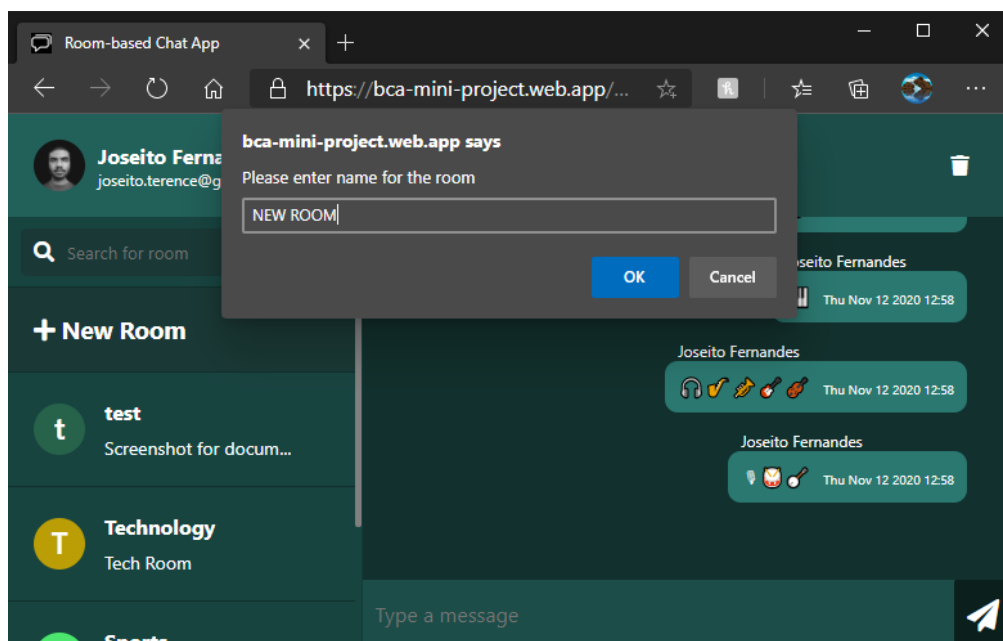 Room-based Chat App
https://bca-mini-project.web.app/...
bca-mini-project.web.app says
Please enter name for the room
NEW ROOM
OK Cancel
Joseito Ferna
joseito.terence@g
Search for room
+ New Room
t
test
Screenshot for docum...
T
Technology
Tech Room
Sports
seito Fernandes
Thu Nov 12 2020 12:58
Joseito Fernandes
Thu Nov 12 2020 12:58
Joseito Fernandes
Thu Nov 12 2020 12:58
Type a message